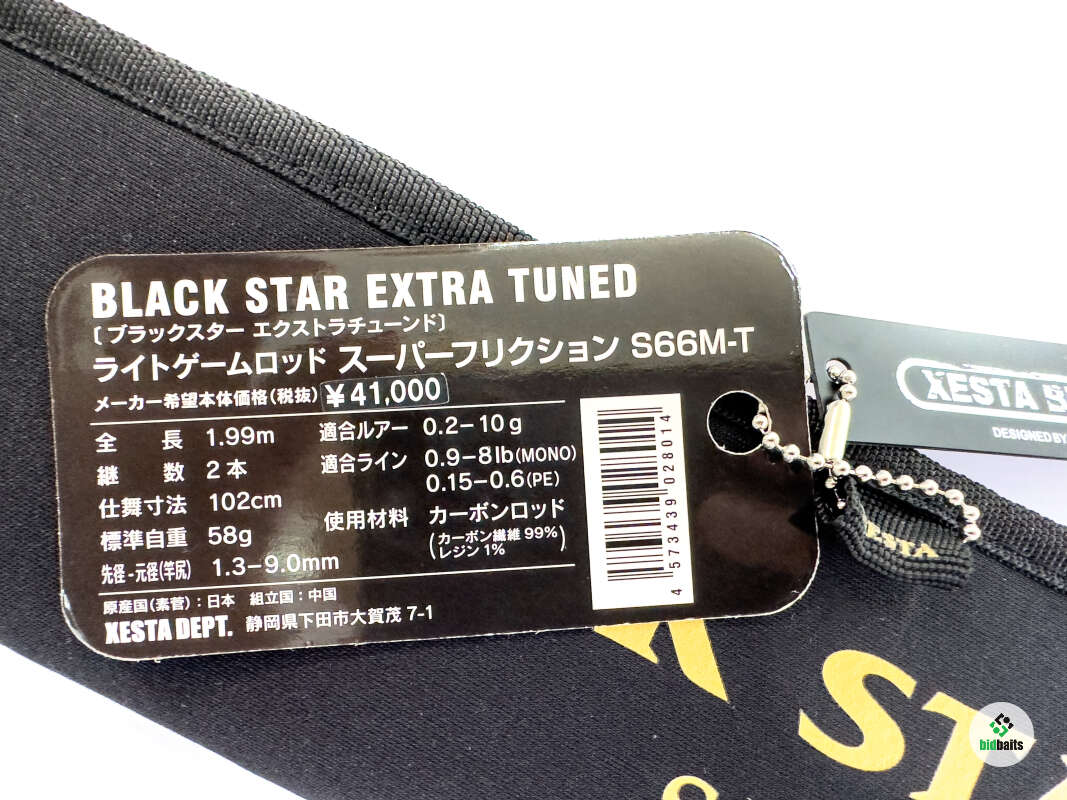 BLACK STAR EXTRA TUNED
〔ブラックスター エクストラチューンド〕
ライトゲームロッド スーパーフリクション S66M-T
メーカー希望本体価格(税抜) ¥41,000
全長 1.99m
継数 2本
仕舞寸法 102cm
標準自重 58g
先径-元径(竿尻) 1.3-9.0mm
適合ルアー 0.2-10g
適合ライン 0.9-8lb(MONO)
0.15-0.6(PE)
使用材料 カーボンロッド
(カーボン繊維 99%
レジン 1%)
原産国(素菅):日本 組立国:中国
XESTA DEPT. 静岡県下田市大賀茂 7-1
4 573439 028014
XESTA
DESIGNED BY
XESTA
bidbaits